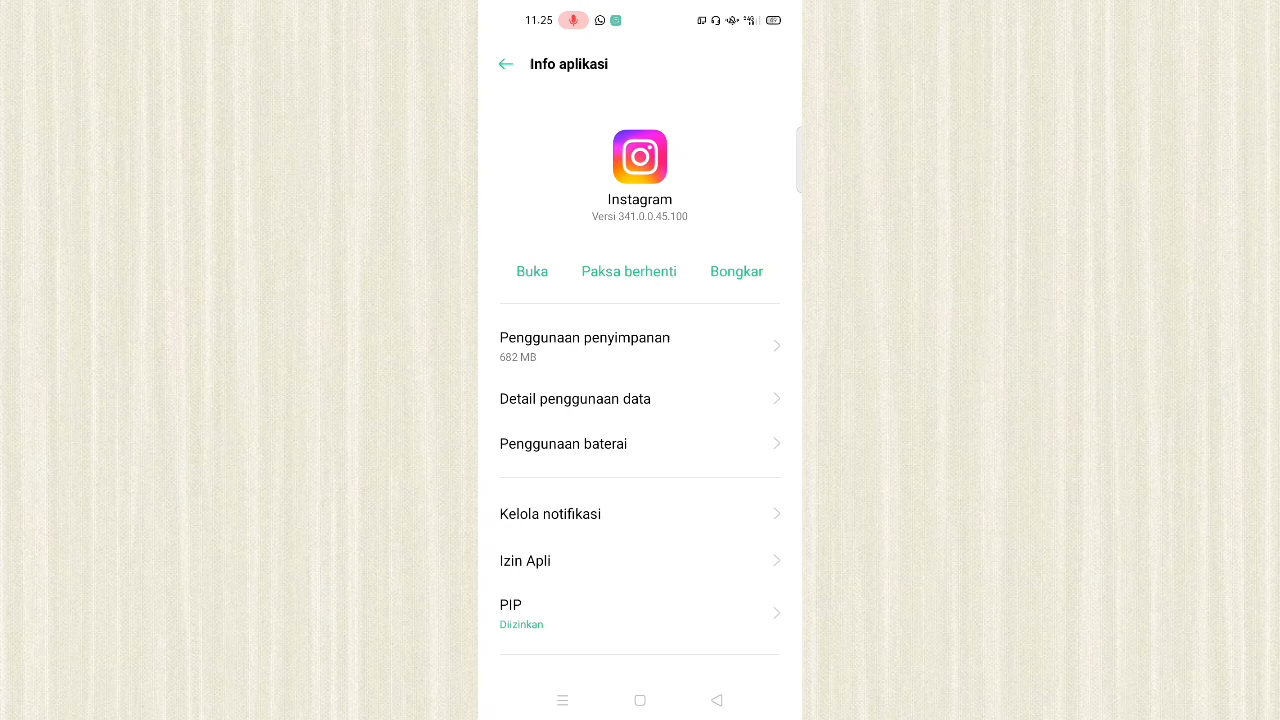 11.25
Info aplikasi
Instagram
Versi 341.0.0.45.100
Buka Paksa berhenti Bongkar
Penggunaan penyimpanan
682 MB
Detail penggunaan data
Penggunaan baterai
Kelola notifikasi
Izin Apli
PIP
Diizinkan